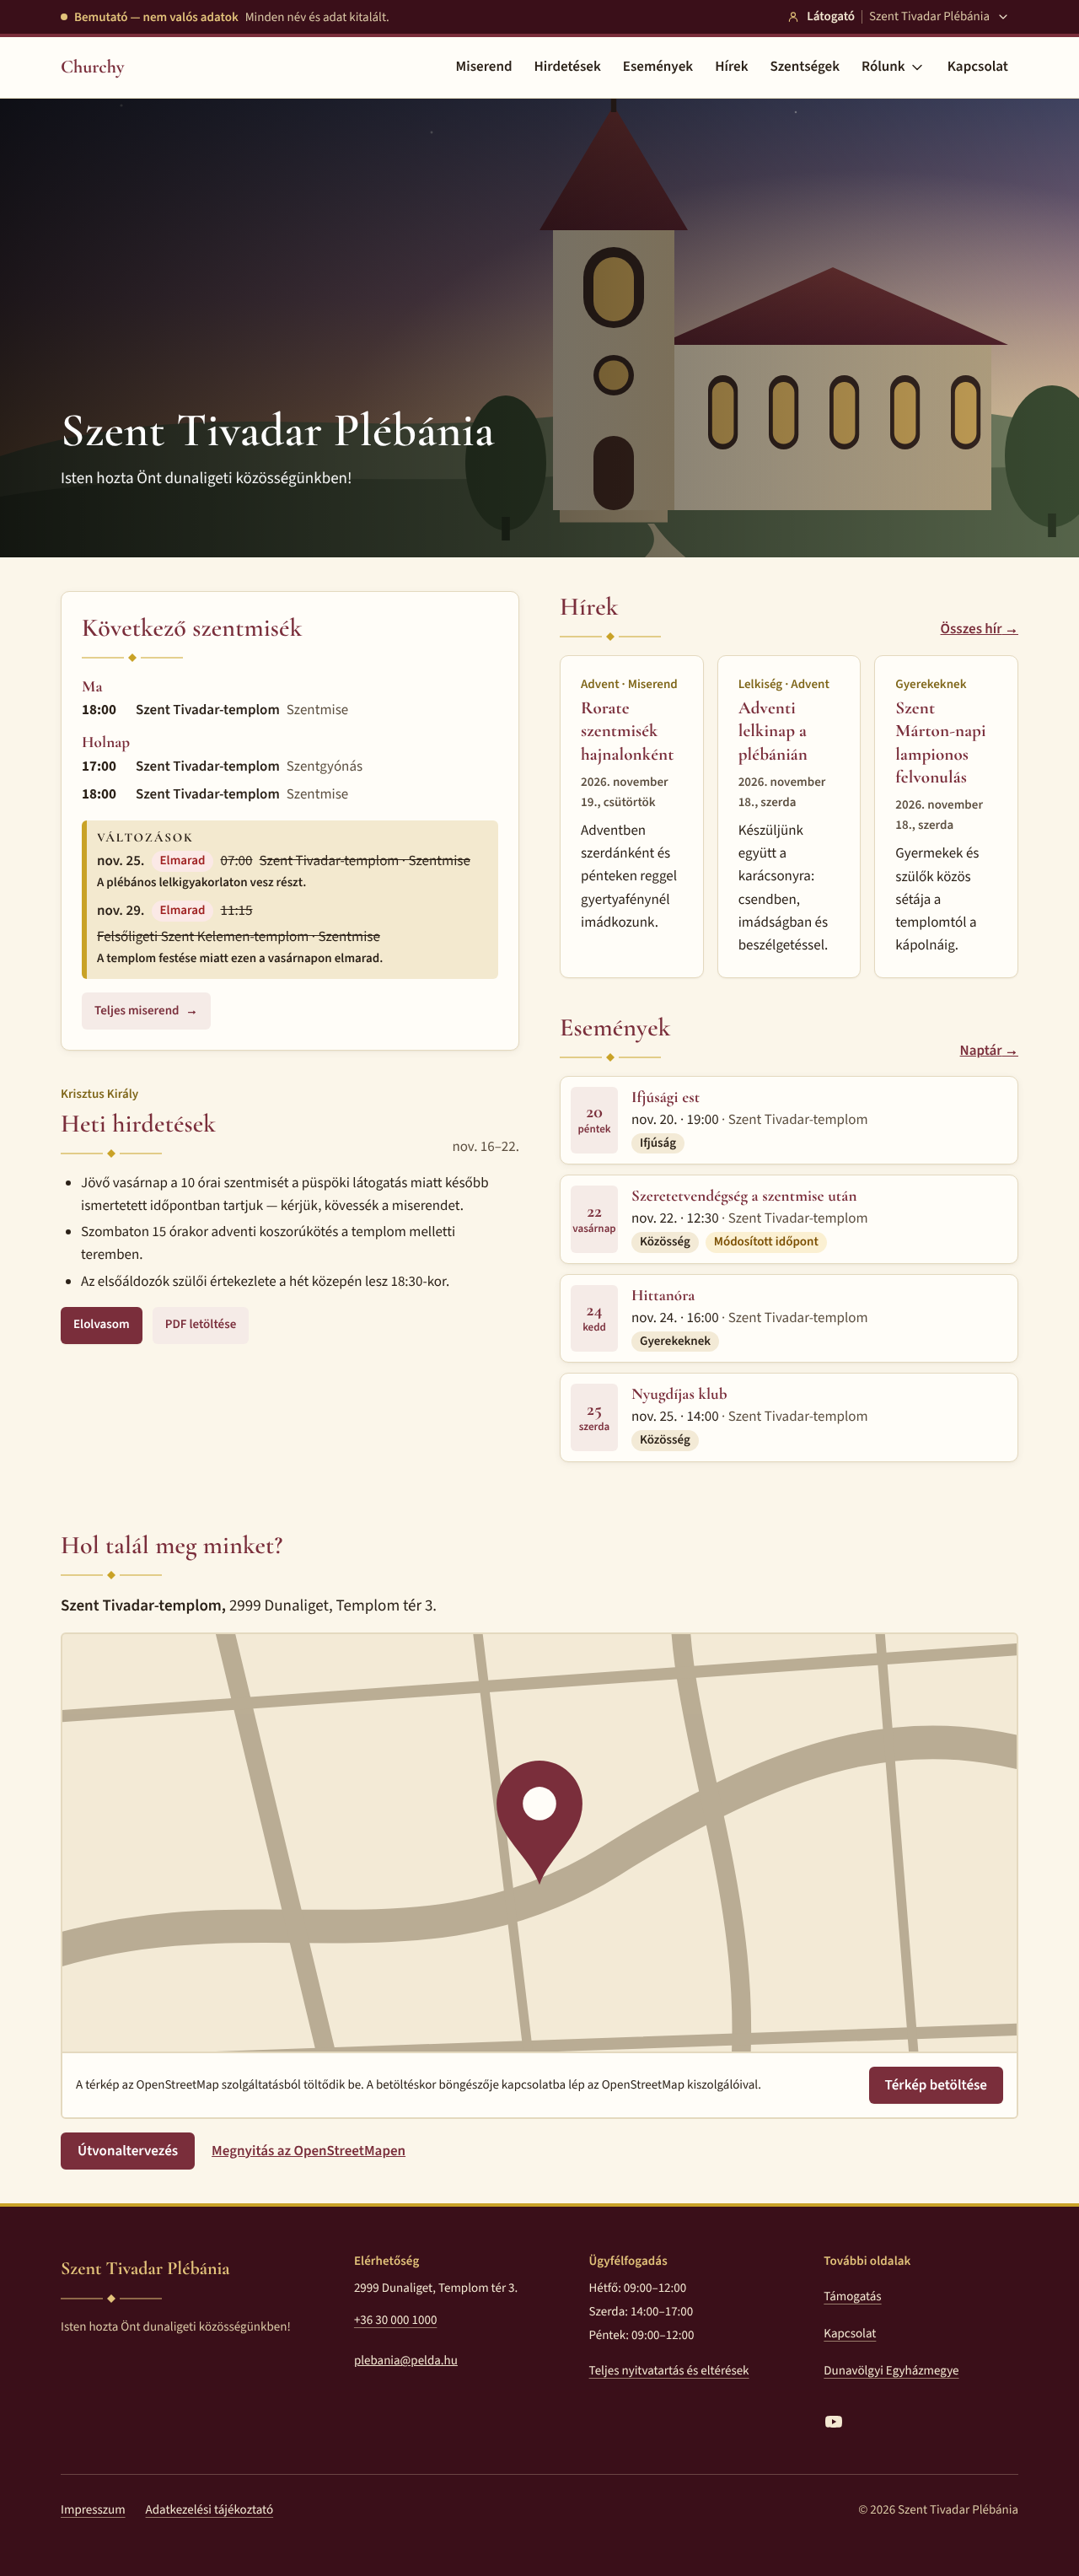 Bemutató — nem valós adatok Minden név és adat kitalált.
Látogató Szent Tivadar Plébánia
Churchy
Miserend Hirdetések Események Hírek Szentségek Rólunk Kapcsolat
Szent Tivadar Plébánia
Isten hozta Önt dunaligeti közösségünkben!
Következő szentmisék
Ma
18:00 Szent Tivadar-templom Szentmise
Holnap
17:00 Szent Tivadar-templom Szentgyónás
18:00 Szent Tivadar-templom Szentmise
VÁLTOZÁSOK
nov. 25. Elmarad 07:00 Szent Tivadar-templom · Szentmise
A plébános lelkigyakorlaton vesz részt.
nov. 29. Elmarad 11:15
Felsőligeti Szent Kelemen-templom · Szentmise
A templom festése miatt ezen a vasárnapon elmarad.
Teljes miserend →
Krisztus Király
Heti hirdetések
nov. 16–22.
Jövő vasárnap a 10 órai szentmisét a püspöki látogatás miatt később
ismertetett időpontban tartjuk — kérjük, kövessék a miserendet.
Szombaton 15 órakor adventi koszorúkötés a templom melletti
teremben.
Az elsőáldozók szülői értekezlete a hét közepén lesz 18:30-kor.
Elolvasom
PDF letöltése
Hírek
Összes hír →
Advent · Miserend
Rorate
szentmisék
hajnalonként
2026. november
19., csütörtök
Adventben
szerdánként és
pénteken reggel
gyertyafénynél
imádkozunk.
Lelkiség · Advent
Adventi
lelkinap a
plébánián
2026. november
18., szerda
Készüljünk
együtt a
karácsonyra:
csendben,
imádságban és
beszélgetéssel.
Gyerekeknek
Szent
Márton-napi
lampionos
felvonulás
2026. november
18., szerda
Gyermekek és
szülők közös
sétája a
templomtól a
kápolnáig.
Események
Naptár →
20
péntek
Ifjúsági est
nov. 20. · 19:00 · Szent Tivadar-templom
Ifjúság
22
vasárnap
Szeretetvendégség a szentmise után
nov. 22. · 12:30 · Szent Tivadar-templom
Közösség Módosított időpont
24
kedd
Hittanóra
nov. 24. · 16:00 · Szent Tivadar-templom
Gyerekeknek
25
szerda
Nyugdíjas klub
nov. 25. · 14:00 · Szent Tivadar-templom
Közösség
Hol talál meg minket?
Szent Tivadar-templom, 2999 Dunaliget, Templom tér 3.
A térkép az OpenStreetMap szolgáltatásból töltődik be. A betöltéskor böngészője kapcsolatba lép az OpenStreetMap kiszolgálóival.
Térkép betöltése
Útvonaltervezés
Megnyitás az OpenStreetMapen
Szent Tivadar Plébánia
Isten hozta Önt dunaligeti közösségünkben!
Elérhetőség
2999 Dunaliget, Templom tér 3.
+36 30 000 1000
plebania@pelda.hu
Ügyfélfogadás
Hétfő: 09:00–12:00
Szerda: 14:00–17:00
Péntek: 09:00–12:00
Teljes nyitvatartás és eltérések
További oldalak
Támogatás
Kapcsolat
Dunavölgyi Egyházmegye
Impresszum
Adatkezelési tájékoztató
© 2026 Szent Tivadar Plébánia